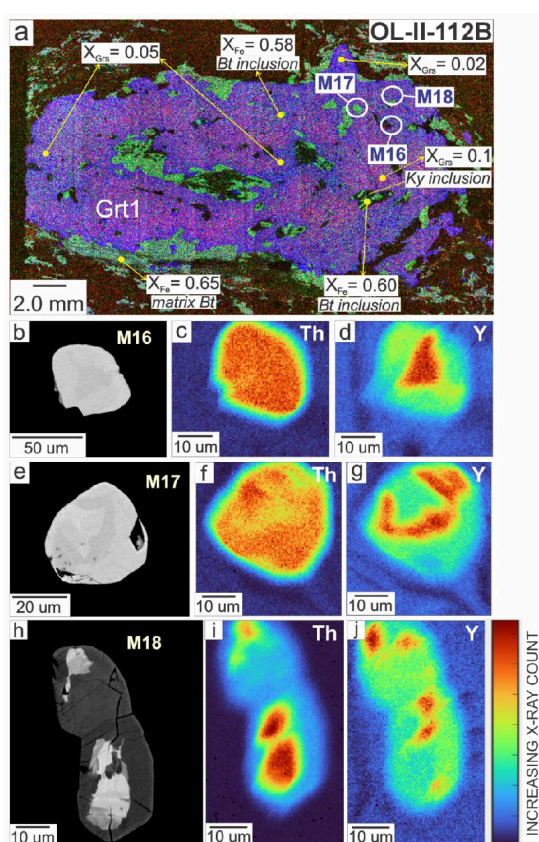 a
OL-II-112B
X_Grs = 0.05
X_Fe = 0.58
Bt inclusion
X_Grs = 0.02
M17
M18
M16
X_Grs = 0.1
Ky inclusion
Grt1
2.0 mm
X_Fe = 0.65
matrix Bt
X_Fe = 0.60
Bt inclusion
b
M16
c
Th
d
Y
50 um
10 um
10 um
e
M17
f
Th
g
Y
20 um
10 um
10 um
h
M18
i
Th
j
Y
10 um
10 um
10 um
INCREASING X-RAY COUNT